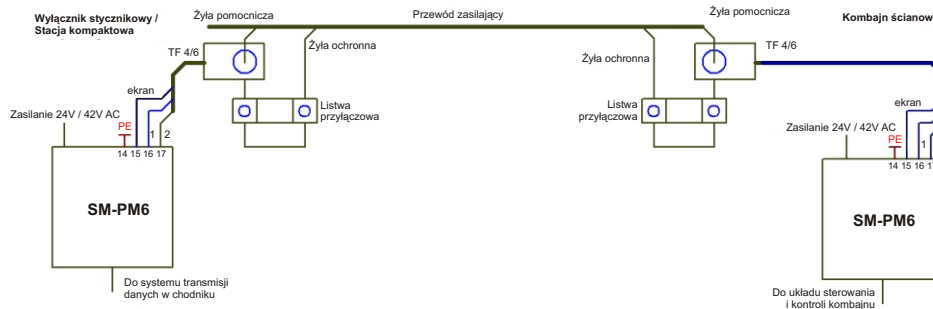 Wyłącznik stycznikowy /
Stacja kompaktowa
Żyła pomocnicza
Przewód zasilający
Żyła pomocnicza
Kombajn ścianow
TF 4/6
Żyła ochronna
Żyła ochronna
TF 4/6
ekran
Zasilanie 24V / 42V AC
PE
1
2
14 15 16 17
Listwa
przyłączowa
Listwa
przyłączowa
ekran
Zasilanie 24V / 42V AC
PE
1
14 15 16 1
SM-PM6
SM-PM6
Do systemu transmisji
danych w chodniku
Do układu sterowania
i kontroli kombajnu